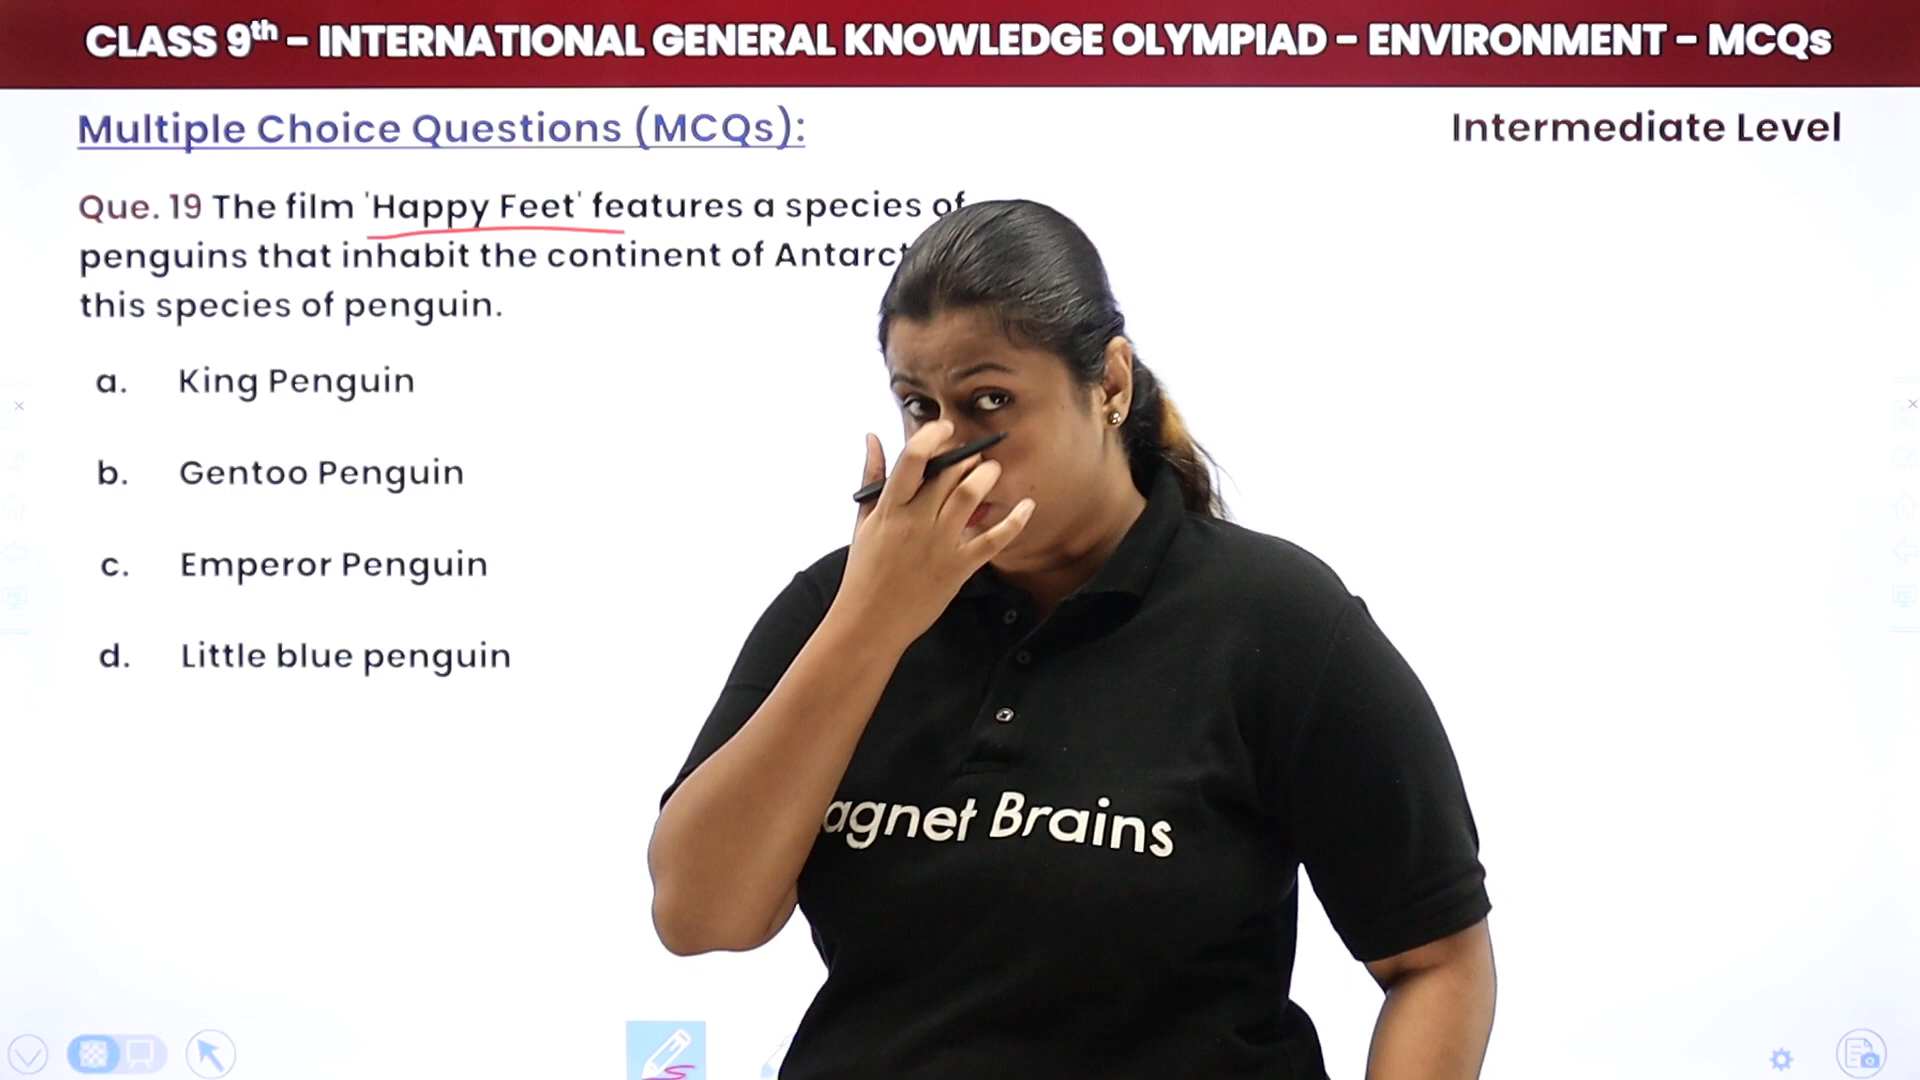 CLASS 9th - INTERNATIONAL GENERAL KNOWLEDGE OLYMPIAD - ENVIRONMENT - MCQs
Multiple Choice Questions (MCQs):
Intermediate Level
Que. 19 The film 'Happy Feet' features a species of
penguins that inhabit the continent of Antarct
this species of penguin.
a. King Penguin
b. Gentoo Penguin
c. Emperor Penguin
d. Little blue penguin
agnet Brains